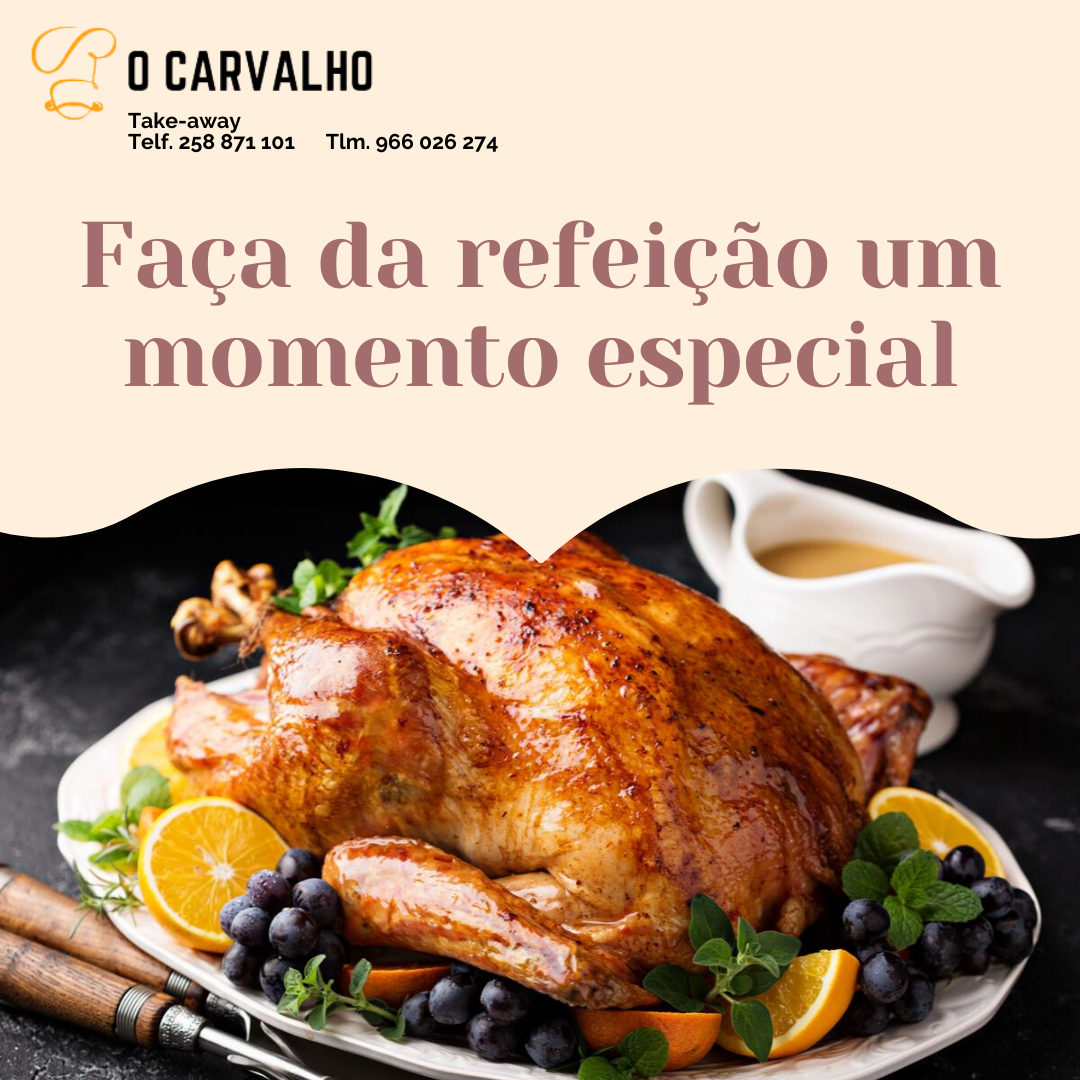 O CARVALHO
Take-away
Telf. 258 871 101 Tlm. 966 026 274
Faça da refeição um
momento especial